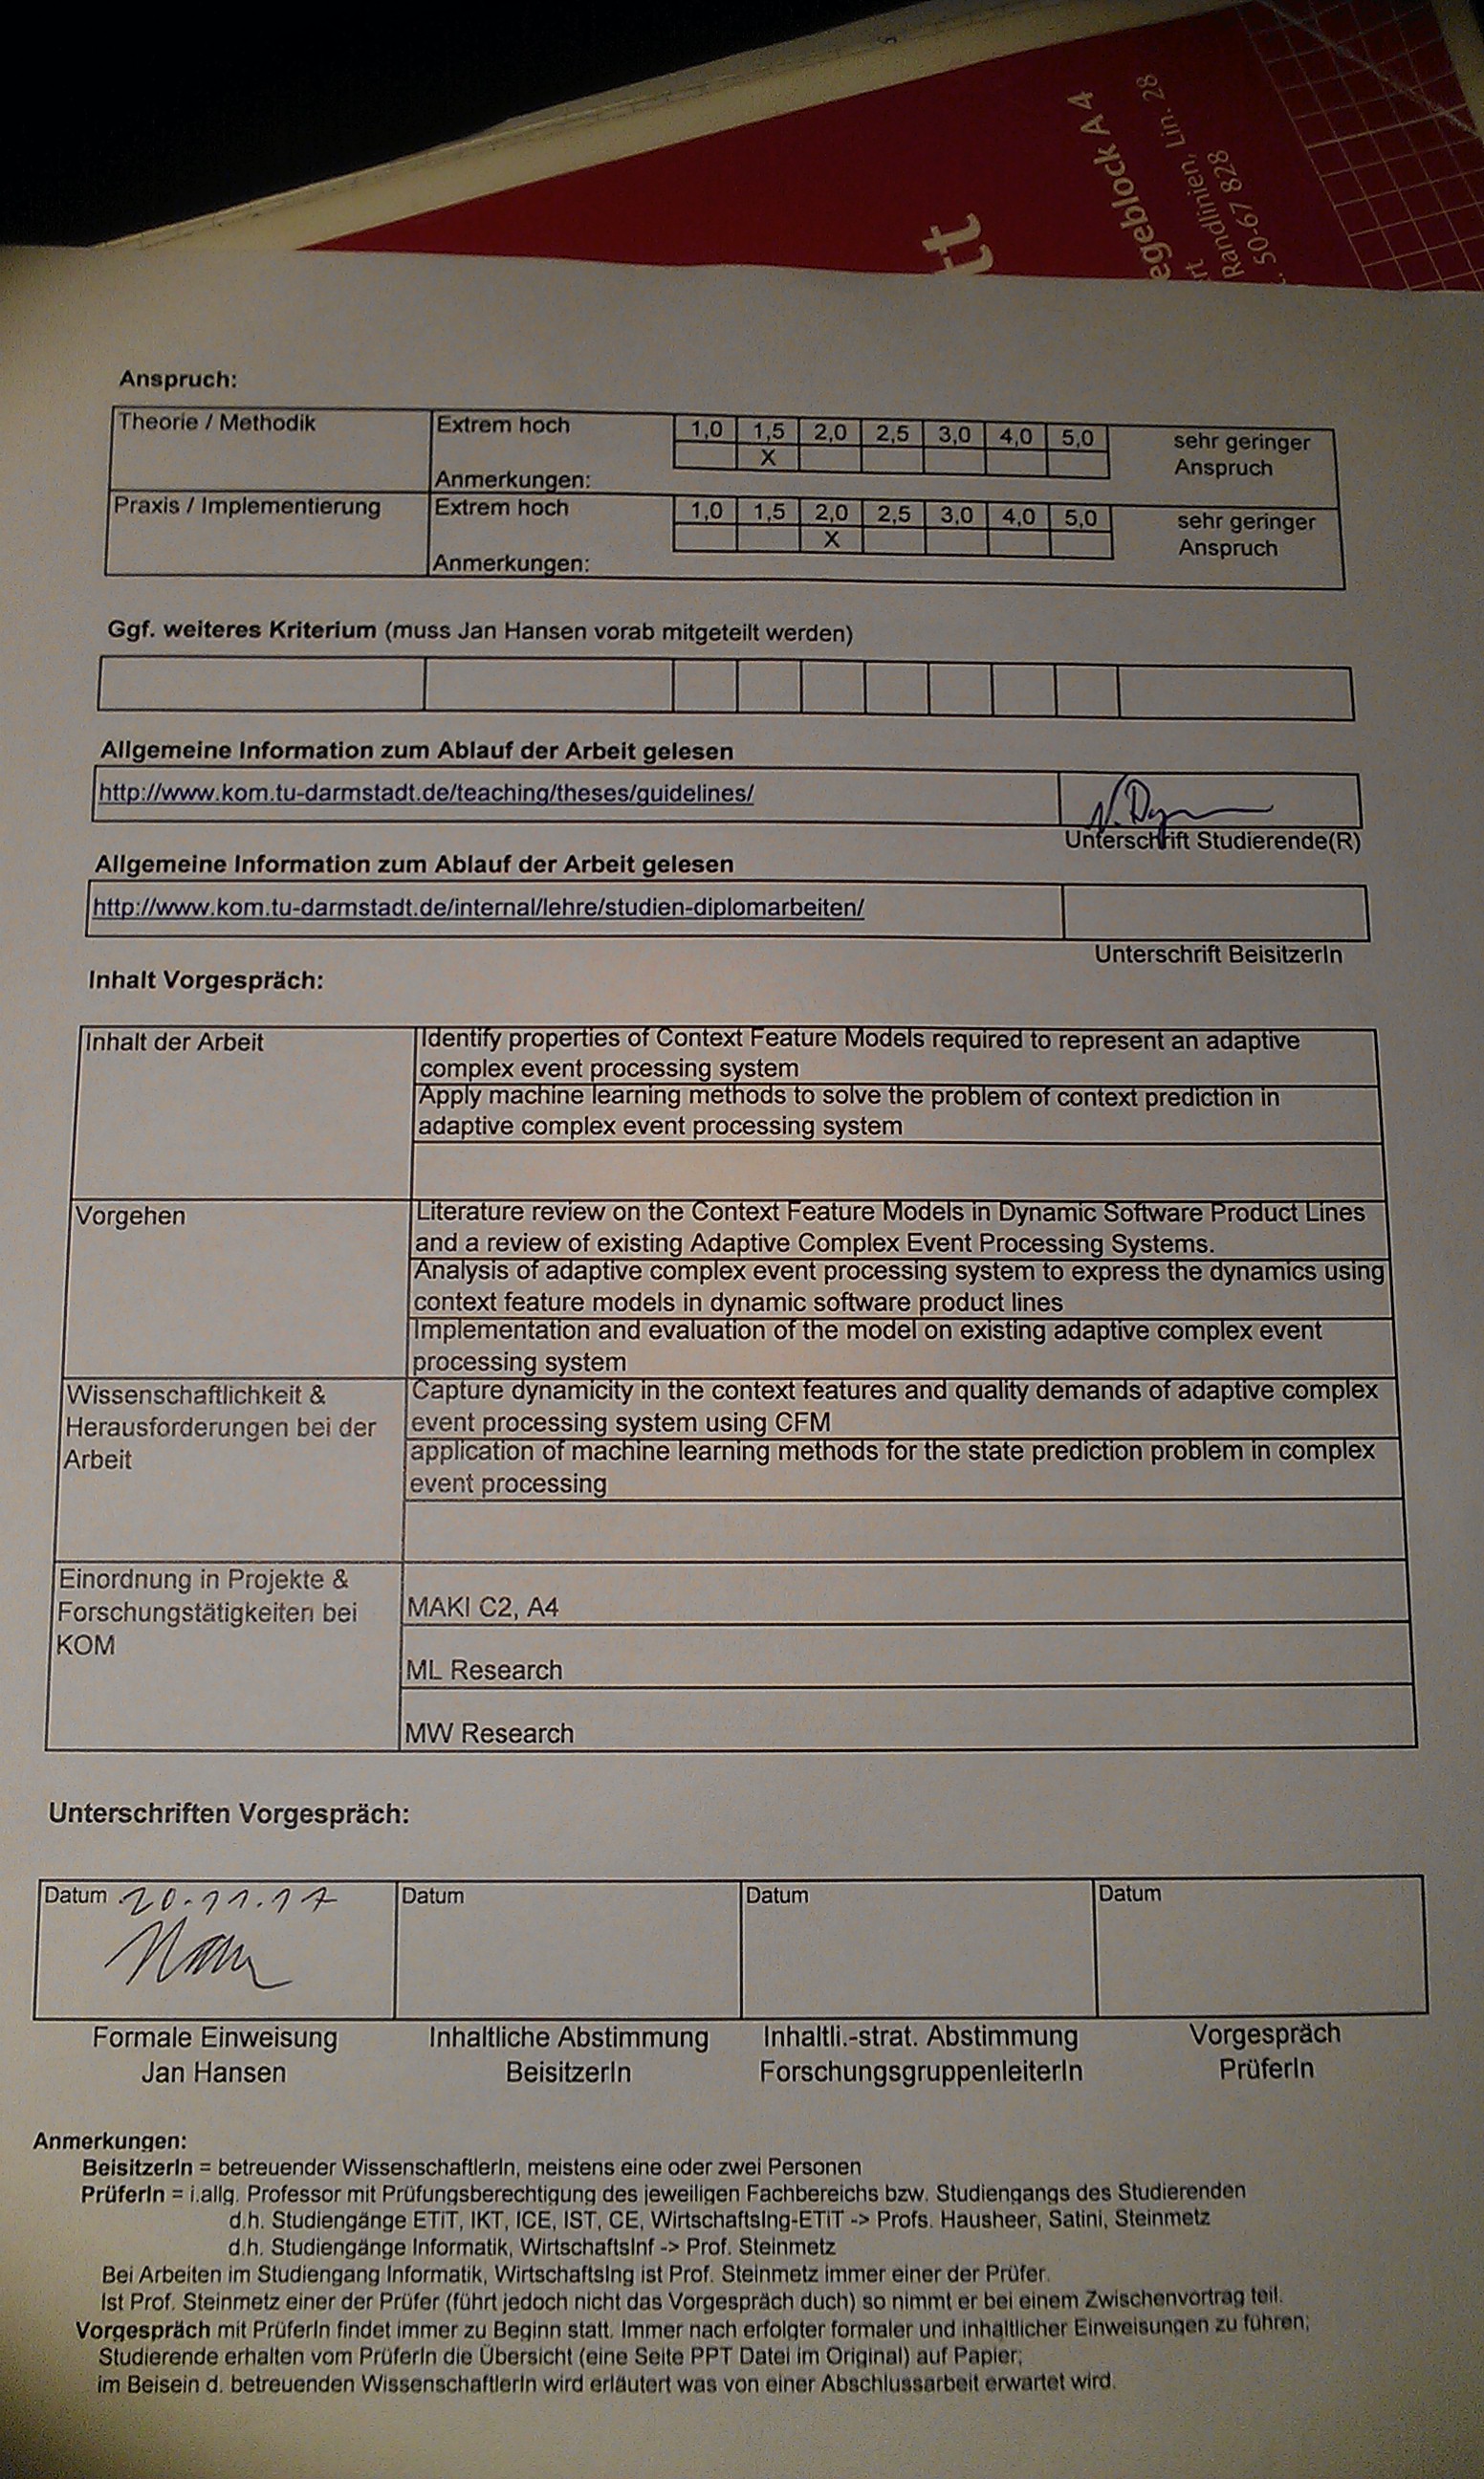 egeblock A4
Randlinien, Lin. 28
50-67 828
Anspruch:
Theorie / Methodik Extrem hoch 1,0 1,5 2,0 2,5 3,0 4,0 5,0 sehr geringer
X Anspruch
Anmerkungen:
Praxis / Implementierung Extrem hoch 1,0 1,5 2,0 2,5 3,0 4,0 5,0 sehr geringer
X Anspruch
Anmerkungen:
Ggf. weiteres Kriterium (muss Jan Hansen vorab mitgeteilt werden)
Allgemeine Information zum Ablauf der Arbeit gelesen
http://www.kom.tu-darmstadt.de/teaching/theses/guidelines/
Unterschrift Studierende(R)
Allgemeine Information zum Ablauf der Arbeit gelesen
http://www.kom.tu-darmstadt.de/internal/lehre/studien-diplomarbeiten/
Unterschrift BeisitzerIn
Inhalt Vorgespräch:
Inhalt der Arbeit
Identify properties of Context Feature Models required to represent an adaptive
complex event processing system
Apply machine learning methods to solve the problem of context prediction in
adaptive complex event processing system
Vorgehen
Literature review on the Context Feature Models in Dynamic Software Product Lines
and a review of existing Adaptive Complex Event Processing Systems.
Analysis of adaptive complex event processing system to express the dynamics using
context feature models in dynamic software product lines
Implementation and evaluation of the model on existing adaptive complex event
processing system
Wissenschaftlichkeit &
Herausforderungen bei der
Arbeit
Capture dynamicity in the context features and quality demands of adaptive complex
event processing system using CFM
application of machine learning methods for the state prediction problem in complex
event processing
Einordnung in Projekte &
Forschungstätigkeiten bei
KOM
MAKI C2, A4
ML Research
MW Research
Unterschriften Vorgespräch:
Datum 20.11.17 Datum Datum Datum
Formale Einweisung Inhaltliche Abstimmung Inhaltli.-strat. Abstimmung Vorgespräch
Jan Hansen BeisitzerIn ForschungsgruppenleiterIn PrüferIn
Anmerkungen:
BeisitzerIn = betreuender WissenschaftlerIn, meistens eine oder zwei Personen
PrüferIn = i.allg. Professor mit Prüfungsberechtigung des jeweiligen Fachbereichs bzw. Studiengangs des Studierenden
d.h. Studiengänge ETiT, IKT, ICE, IST, CE, WirtschaftsIng-ETiT -> Profs. Hausheer, Satini, Steinmetz
d.h. Studiengänge Informatik, WirtschaftsInf -> Prof. Steinmetz
Bei Arbeiten im Studiengang Informatik, WirtschaftsIng ist Prof. Steinmetz immer einer der Prüfer.
Ist Prof. Steinmetz einer der Prüfer (führt jedoch nicht das Vorgespräch duch) so nimmt er bei einem Zwischenvortrag teil.
Vorgespräch mit PrüferIn findet immer zu Beginn statt. Immer nach erfolgter formaler und inhaltlicher Einweisungen zu führen;
Studierende erhalten vom PrüferIn die Übersicht (eine Seite PPT Datei im Original) auf Papier;
im Beisein d. betreuenden WissenschaftlerIn wird erläutert was von einer Abschlussarbeit erwartet wird.